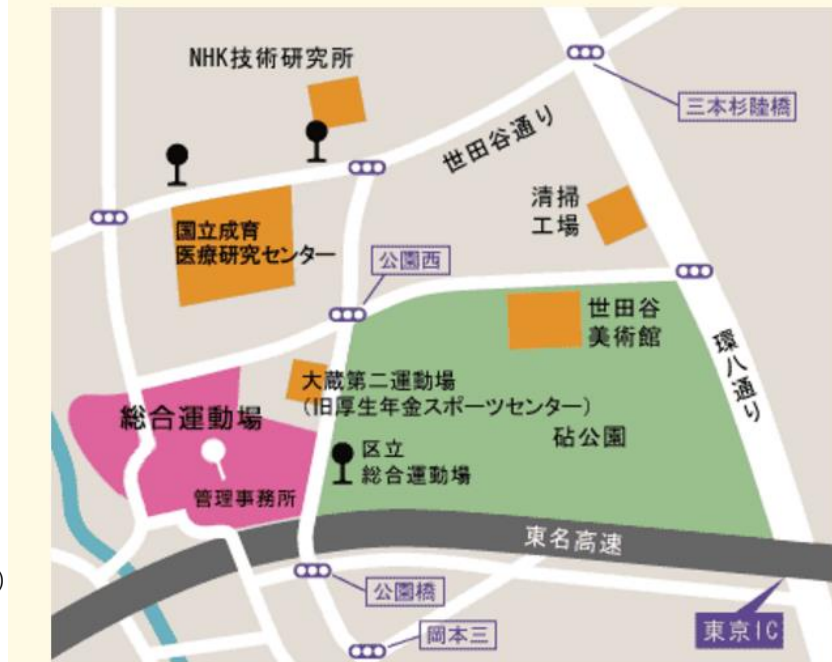 NHK技術研究所
三本杉陸橋
世田谷通り
清掃
工場
国立成育
医療研究センター
公園西
世田谷
美術館
環八通り
大蔵第二運動場
（旧厚生年金スポーツセンター）
総合運動場
砧公園
区立
総合運動場
管理事務所
東名高速
公園橋
岡本三
東京IC
)